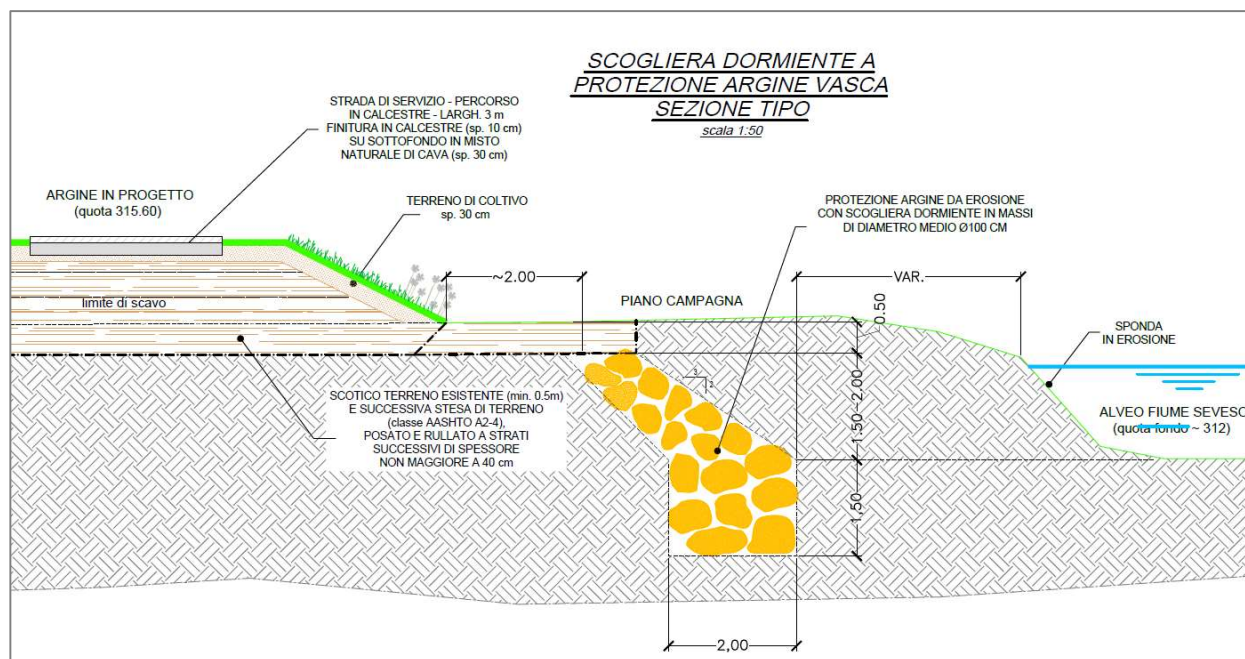 SCOGLIERA DORMIENTE A
PROTEZIONE ARGINE VASCA
SEZIONE TIPO
scala 1:50
STRADA DI SERVIZIO - PERCORSO
IN CALCESTRE - LARGH. 3 m
FINITURA IN CALCESTRE (sp. 10 cm)
SU SOTTOFONDO IN MISTO
NATURALE DI CAVA (sp. 30 cm)
ARGINE IN PROGETTO
(quota 315.60)
TERRENO DI COLTIVO
sp. 30 cm
PROTEZIONE ARGINE DA EROSIONE
CON SCOGLIERA DORMIENTE IN MASSI
DI DIAMETRO MEDIO Ø100 CM
~2.00
VAR.
limite di scavo
PIANO CAMPAGNA
0.50
SPONDA
IN EROSIONE
3
2
SCOTICO TERRENO ESISTENTE (min. 0.5m)
E SUCCESSIVA STESA DI TERRENO
(classe AASHTO A2-4),
POSATO E RULLATO A STRATI
SUCCESSIVI DI SPESSORE
NON MAGGIORE A 40 cm
1.50-2.00
ALVEO FIUME SEVESO
(quota fondo ~ 312)
1,50
2,00